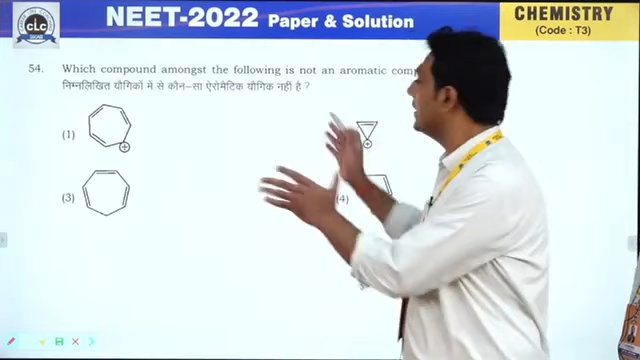 CLC
SIKAR
NEET-2022 Paper & Solution
CHEMISTRY
(Code : T3)
54. Which compound amongst the following is not an aromatic
निम्नलिखित यौगिकों में से कौन-सा ऐरोमैटिक यौगिक नहीं है ?
(1)
(3)
(4)